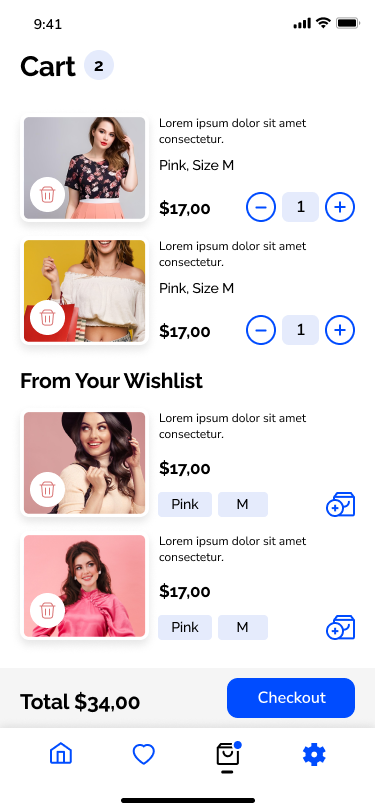 9:41
Cart 2
Lorem ipsum dolor sit amet
consectetur.
Pink, Size M
$17,00
1
Lorem ipsum dolor sit amet
consectetur.
Pink, Size M
$17,00
1
From Your Wishlist
Lorem ipsum dolor sit amet
consectetur.
$17,00
Pink M
Lorem ipsum dolor sit amet
consectetur.
$17,00
Pink M
Total $34,00
Checkout